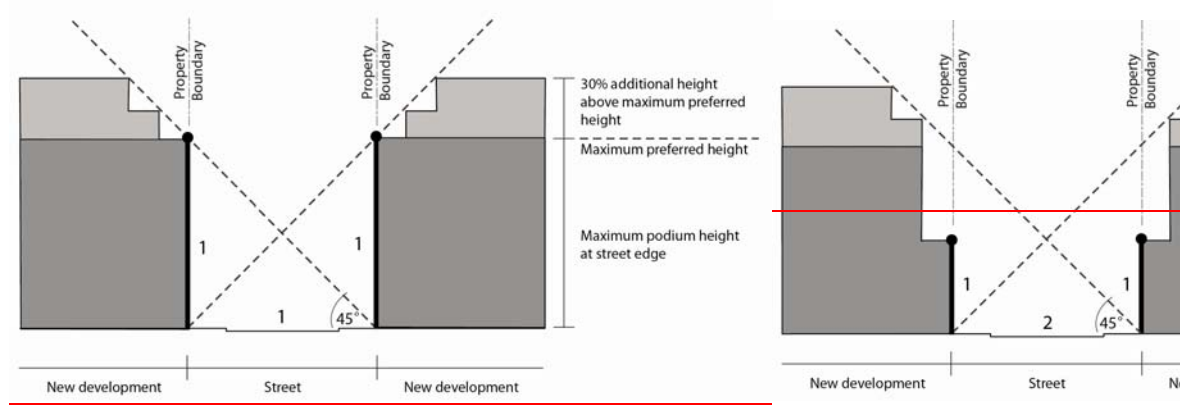 Property
Boundary
Property
Boundary
30% additional height
above maximum preferred
height
Maximum preferred height
Maximum podium height
at street edge
1
1
1
45°
New development
Street
New development
Property
Boundary
Property
Boundary
1
1
2
45°
New development
Street